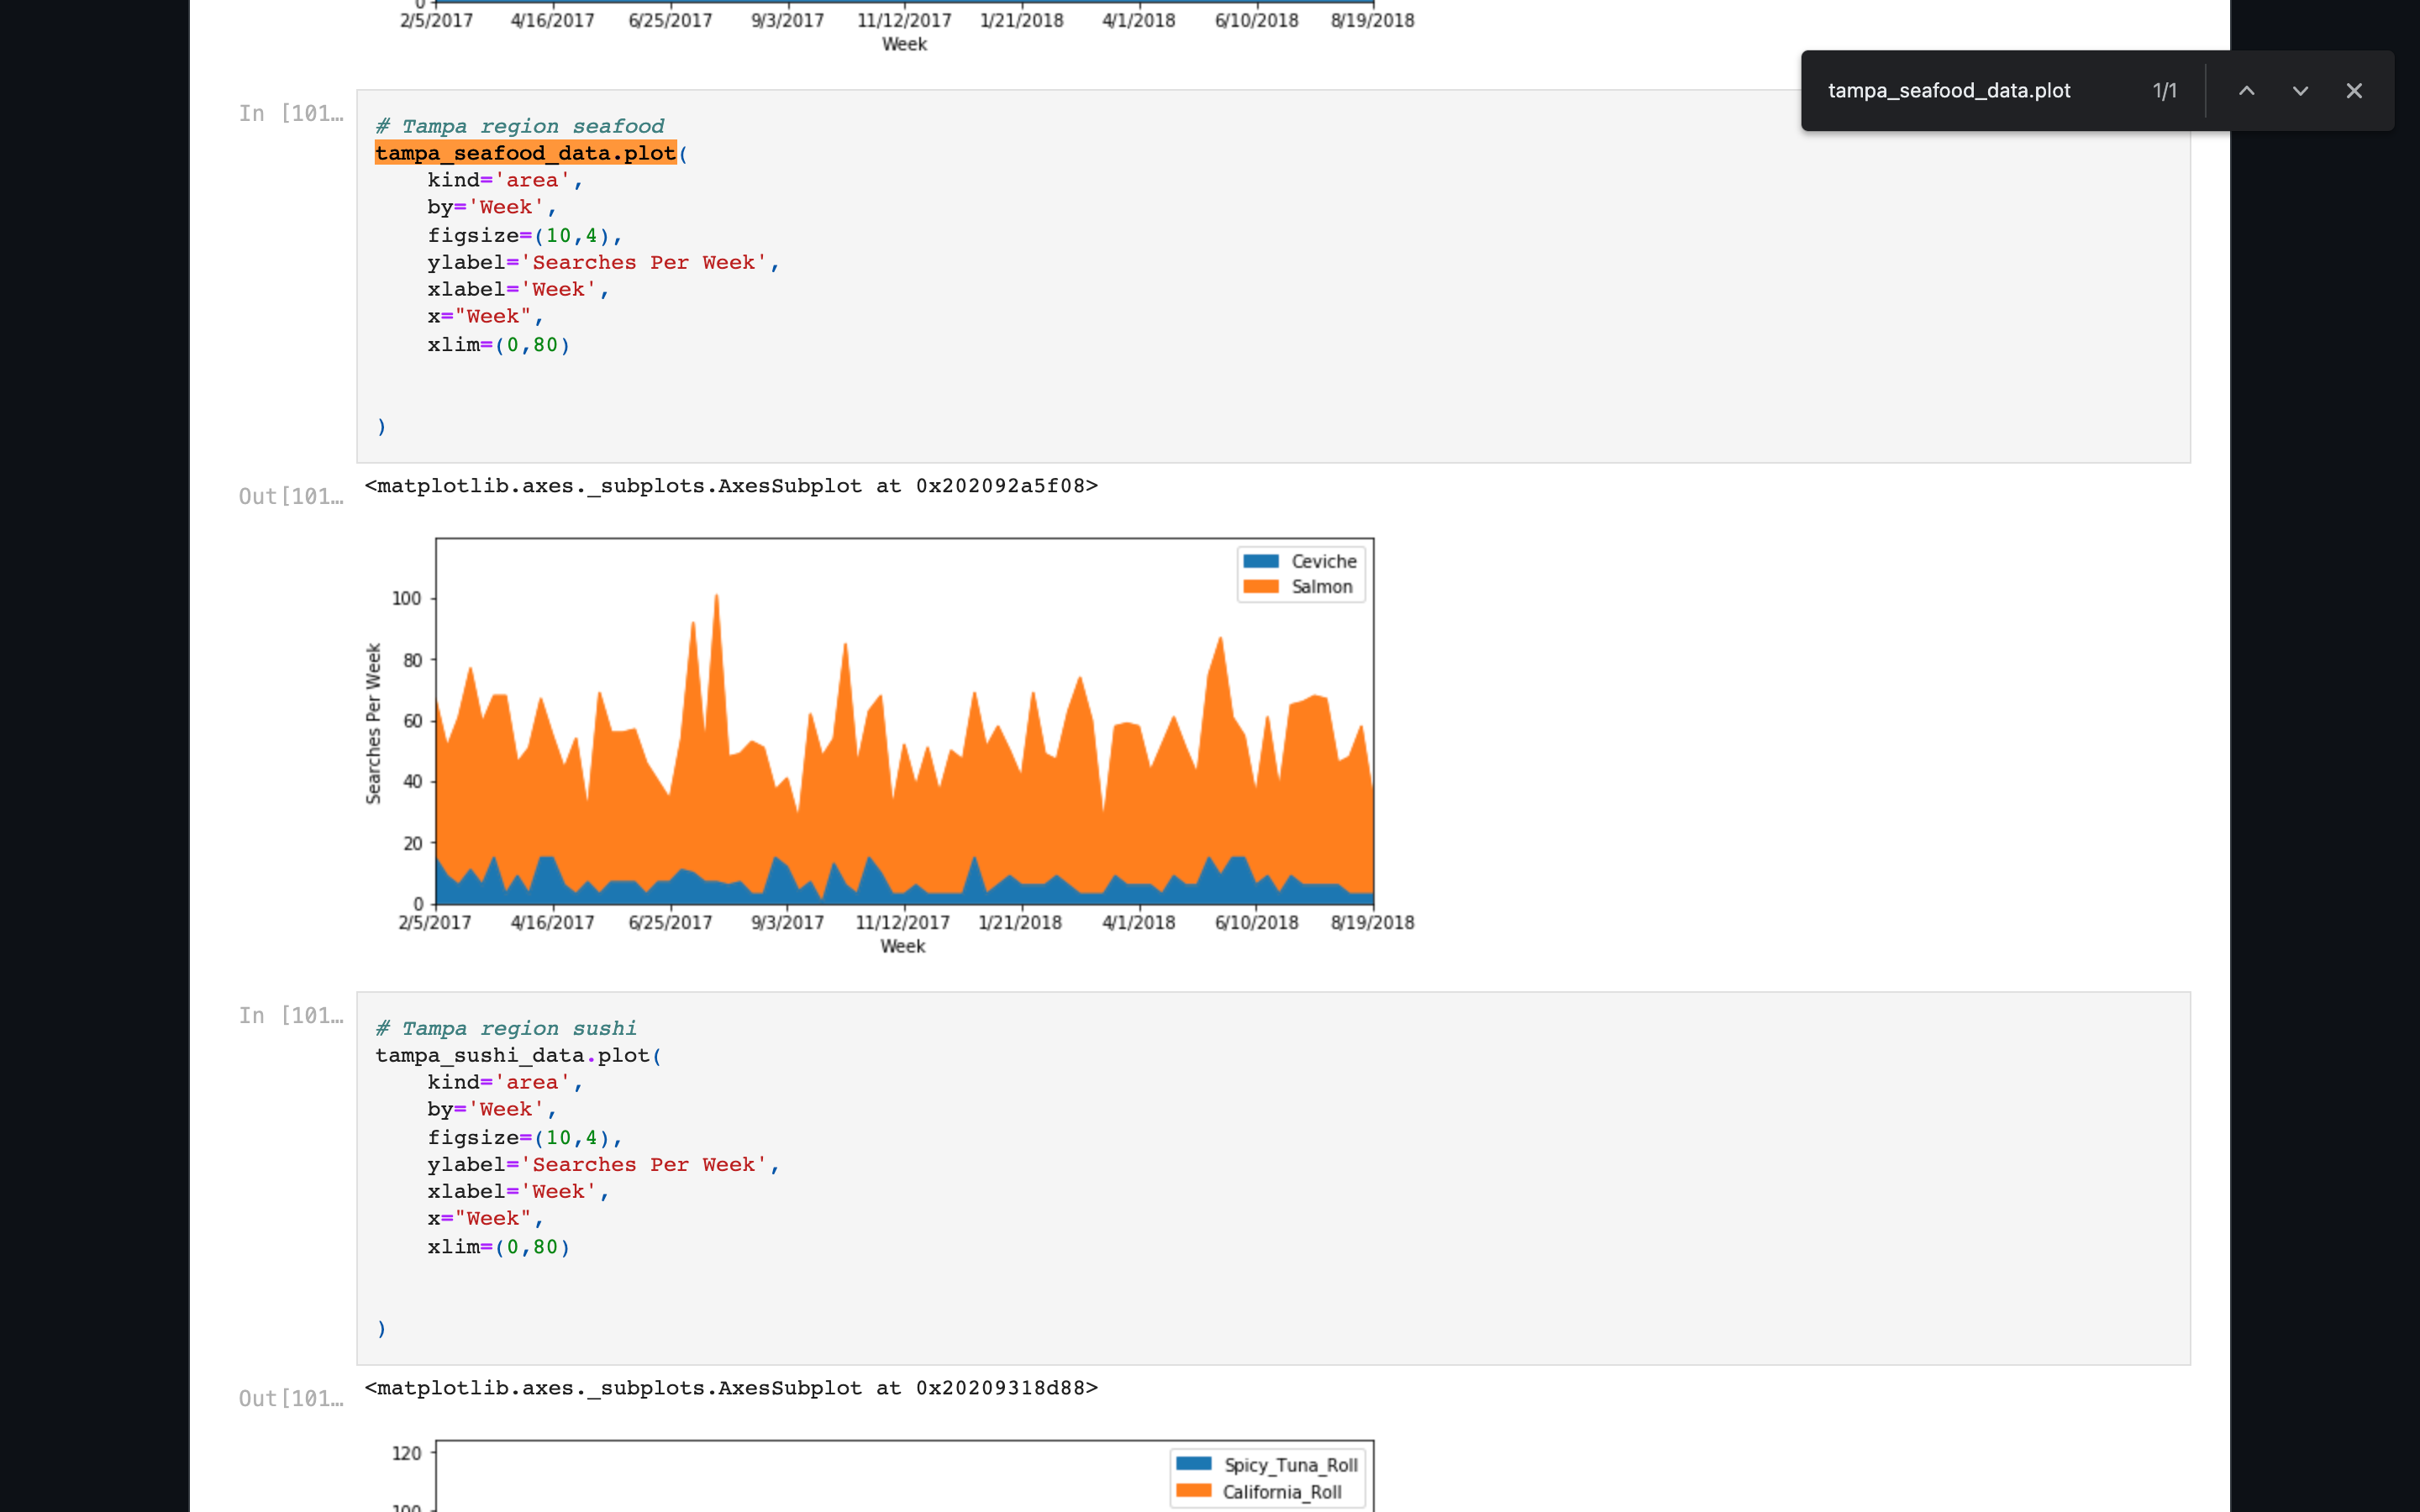 0
2/5/2017 4/16/2017 6/25/2017 9/3/2017 11/12/2017 1/21/2018 4/1/2018 6/10/2018 8/19/2018
Week
tampa_seafood_data.plot 1/1
In [101…
# Tampa region seafood
tampa_seafood_data.plot(
    kind='area',
    by='Week',
    figsize=(10,4),
    ylabel='Searches Per Week',
    xlabel='Week',
    x="Week",
    xlim=(0,80)
)
Out[101…
<matplotlib.axes._subplots.AxesSubplot at 0x202092a5f08>
Ceviche
Salmon
100
80
60
40
20
0
Searches Per Week
2/5/2017 4/16/2017 6/25/2017 9/3/2017 11/12/2017 1/21/2018 4/1/2018 6/10/2018 8/19/2018
Week
In [101…
# Tampa region sushi
tampa_sushi_data.plot(
    kind='area',
    by='Week',
    figsize=(10,4),
    ylabel='Searches Per Week',
    xlabel='Week',
    x="Week",
    xlim=(0,80)
)
Out[101…
<matplotlib.axes._subplots.AxesSubplot at 0x20209318d88>
120
Spicy_Tuna_Roll
California_Roll
100